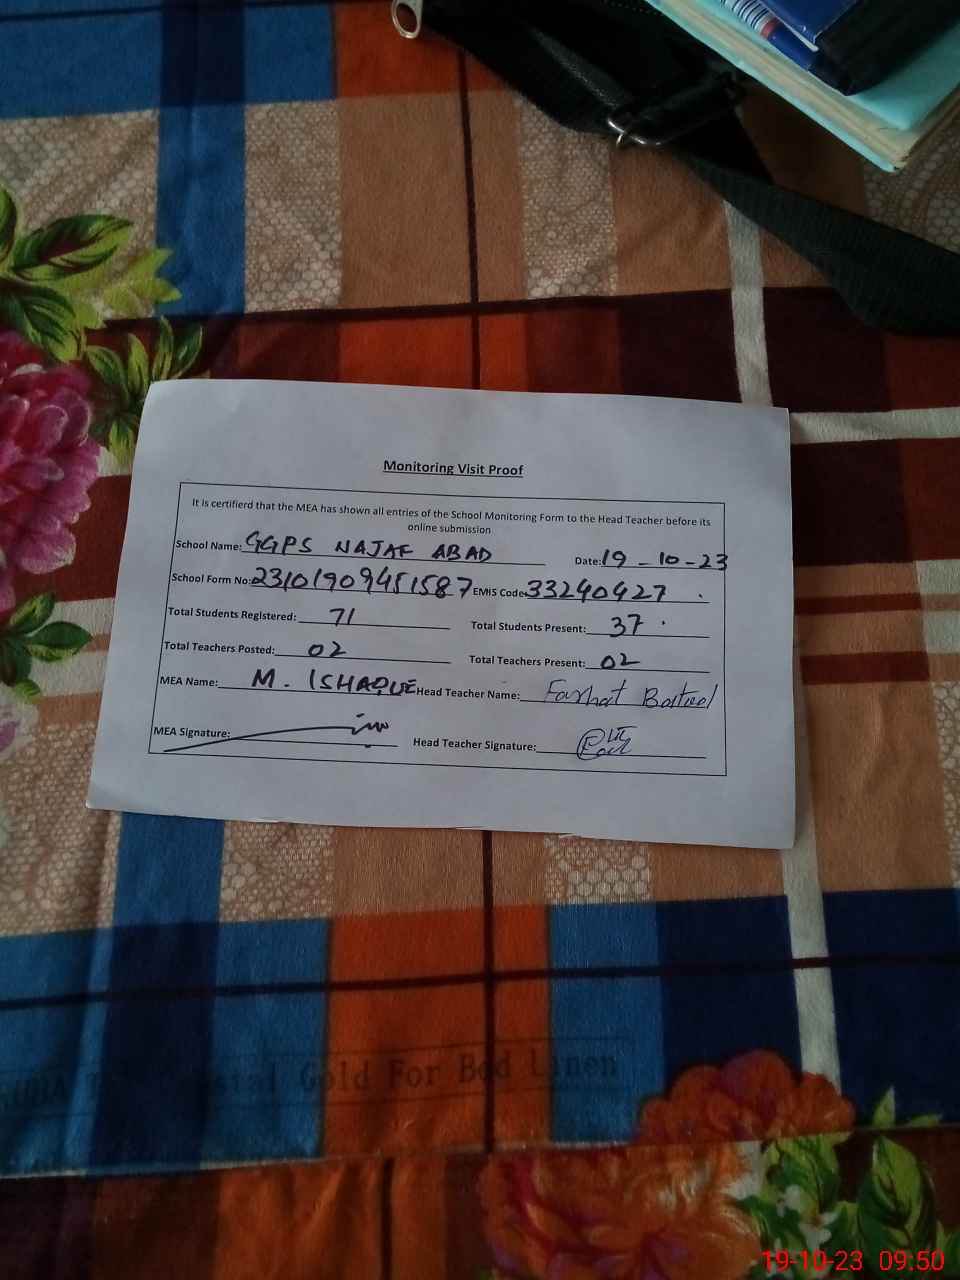 Monitoring Visit Proof
It is certifierd that the MEA has shown all entries of the School Monitoring Form to the Head Teacher before its
online submission
School Name: GGPS NAJAF ABAD Date: 19-10-23
School Form No: 23101909451587 EMIS Code: 33240427
Total Students Registered: 71 Total Students Present: 37
Total Teachers Posted: 02 Total Teachers Present: 02
MEA Name: M. ISHAQUE Head Teacher Name: Farhat
MEA Signature: Head Teacher Signature:
Gold For Bed Linen
19-10-23 09:50